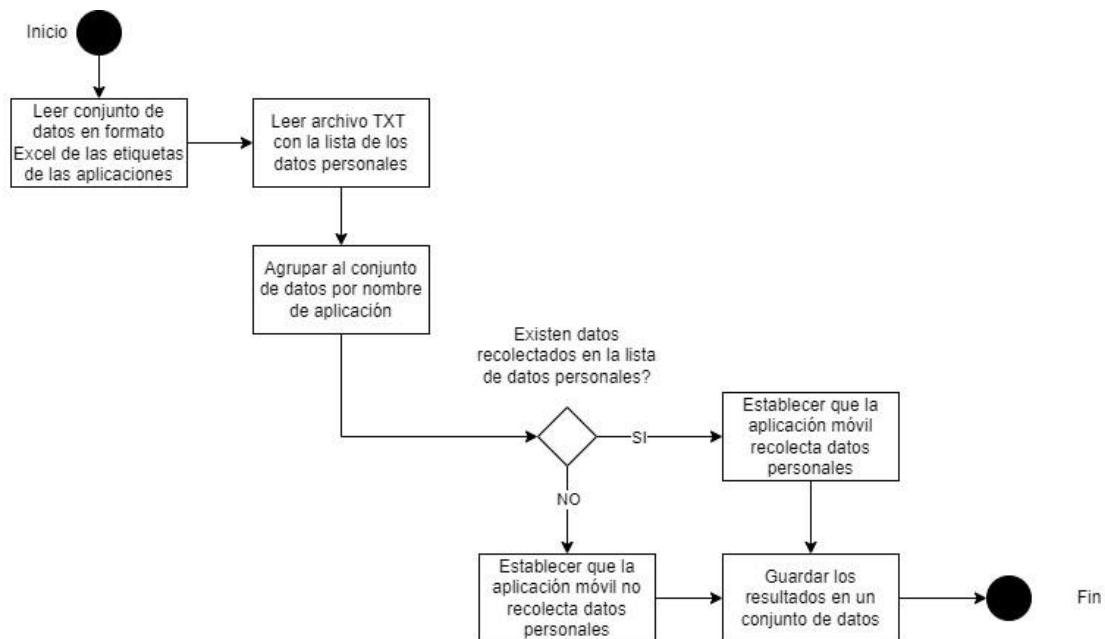 Inicio
Leer conjunto de
datos en formato
Excel de las etiquetas
de las aplicaciones
Leer archivo TXT
con la lista de los
datos personales
Agrupar al conjunto
de datos por nombre
de aplicación
Existen datos
recolectados en la lista
de datos personales?
SI
Establecer que la
aplicación móvil
recolecta datos
personales
NO
Establecer que la
aplicación móvil no
recolecta datos
personales
Guardar los
resultados en un
conjunto de datos
Fin